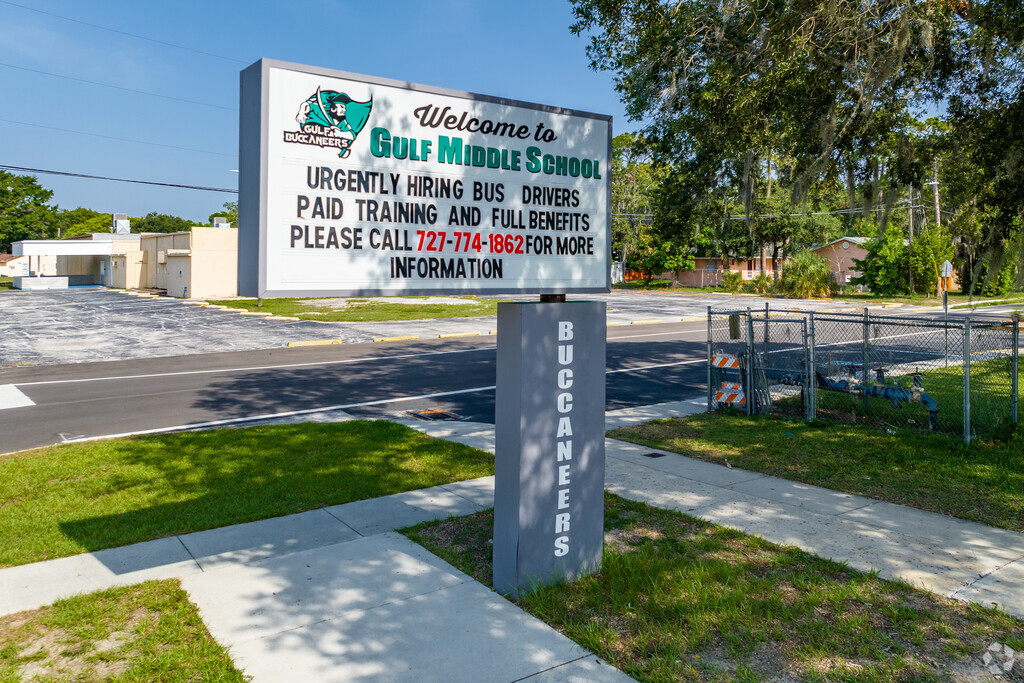 GULF
BUCCANEERS
Welcome to
GULF MIDDLE SCHOOL
URGENTLY HIRING BUS DRIVERS
PAID TRAINING AND FULL BENEFITS
PLEASE CALL 727-774-1862 FOR MORE
INFORMATION
BUCCANEERS